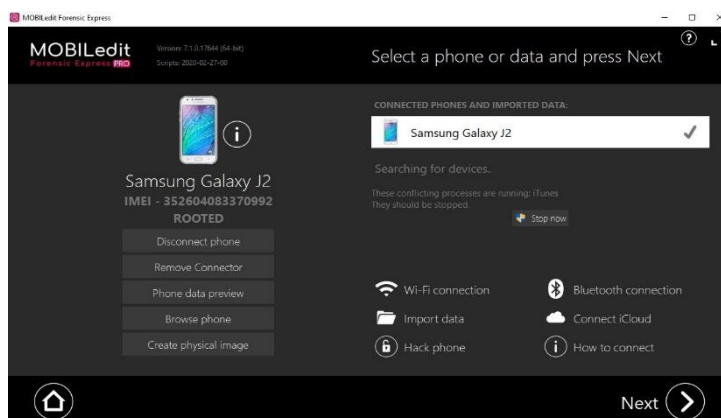 MOBILedit Forensic Express
MOBILedit
Forensic Express PRO
Version: 7.1.0.17644 (64-bit)
Scripts: 2020-02-27-00
Select a phone or data and press Next
?
i
Samsung Galaxy J2
IMEI - 352604083370992
ROOTED
Disconnect phone
Remove Connector
Phone data preview
Browse phone
Create physical image
CONNECTED PHONES AND IMPORTED DATA:
Samsung Galaxy J2
Searching for devices..
These conflicting processes are running: iTunes
They should be stopped.
Stop now
Wi-Fi connection
Bluetooth connection
Import data
Connect iCloud
Hack phone
i How to connect
Next